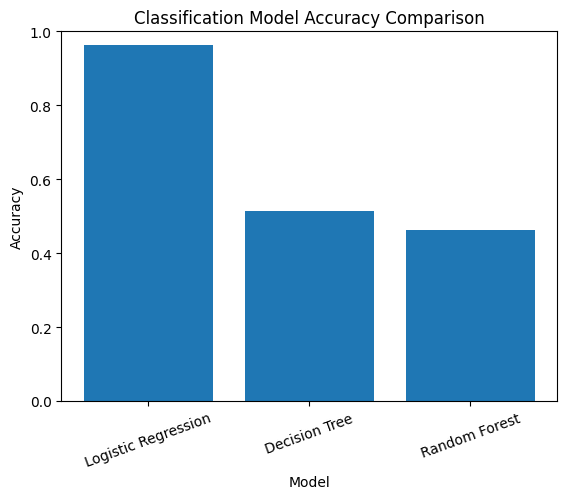 Classification Model Accuracy Comparison
1.0
0.8
0.6
0.4
0.2
0.0
Accuracy
Logistic Regression
Decision Tree
Random Forest
Model